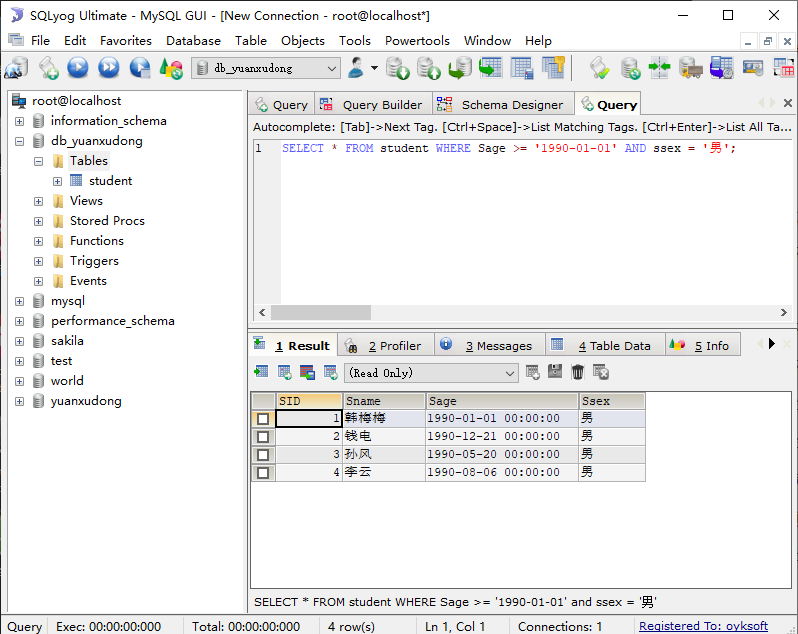 SQLyog Ultimate - MySQL GUI - [New Connection - root@localhost*]
File Edit Favorites Database Table Objects Tools Powertools Window Help
db_yuanxudong
root@localhost
information_schema
db_yuanxudong
Tables
student
Views
Stored Procs
Functions
Triggers
Events
mysql
performance_schema
sakila
test
world
yuanxudong
Query Query Builder Schema Designer Query
Autocomplete: [Tab]->Next Tag. [Ctrl+Space]->List Matching Tags. [Ctrl+Enter]->List All Ta...
1 SELECT * FROM student WHERE Sage >= '1990-01-01' AND ssex = '男';
1 Result 2 Profiler 3 Messages 4 Table Data 5 Info
(Read Only)
SID Sname Sage Ssex
1 韩梅梅 1990-01-01 00:00:00 男
2 钱电 1990-12-21 00:00:00 男
3 孙风 1990-05-20 00:00:00 男
4 李云 1990-08-06 00:00:00 男
SELECT * FROM student WHERE Sage >= '1990-01-01' and ssex = '男'
Query Exec: 00:00:00:000 Total: 00:00:00:000 4 row(s) Ln 1, Col 1 Connections: 1 Registered To: oyksoft